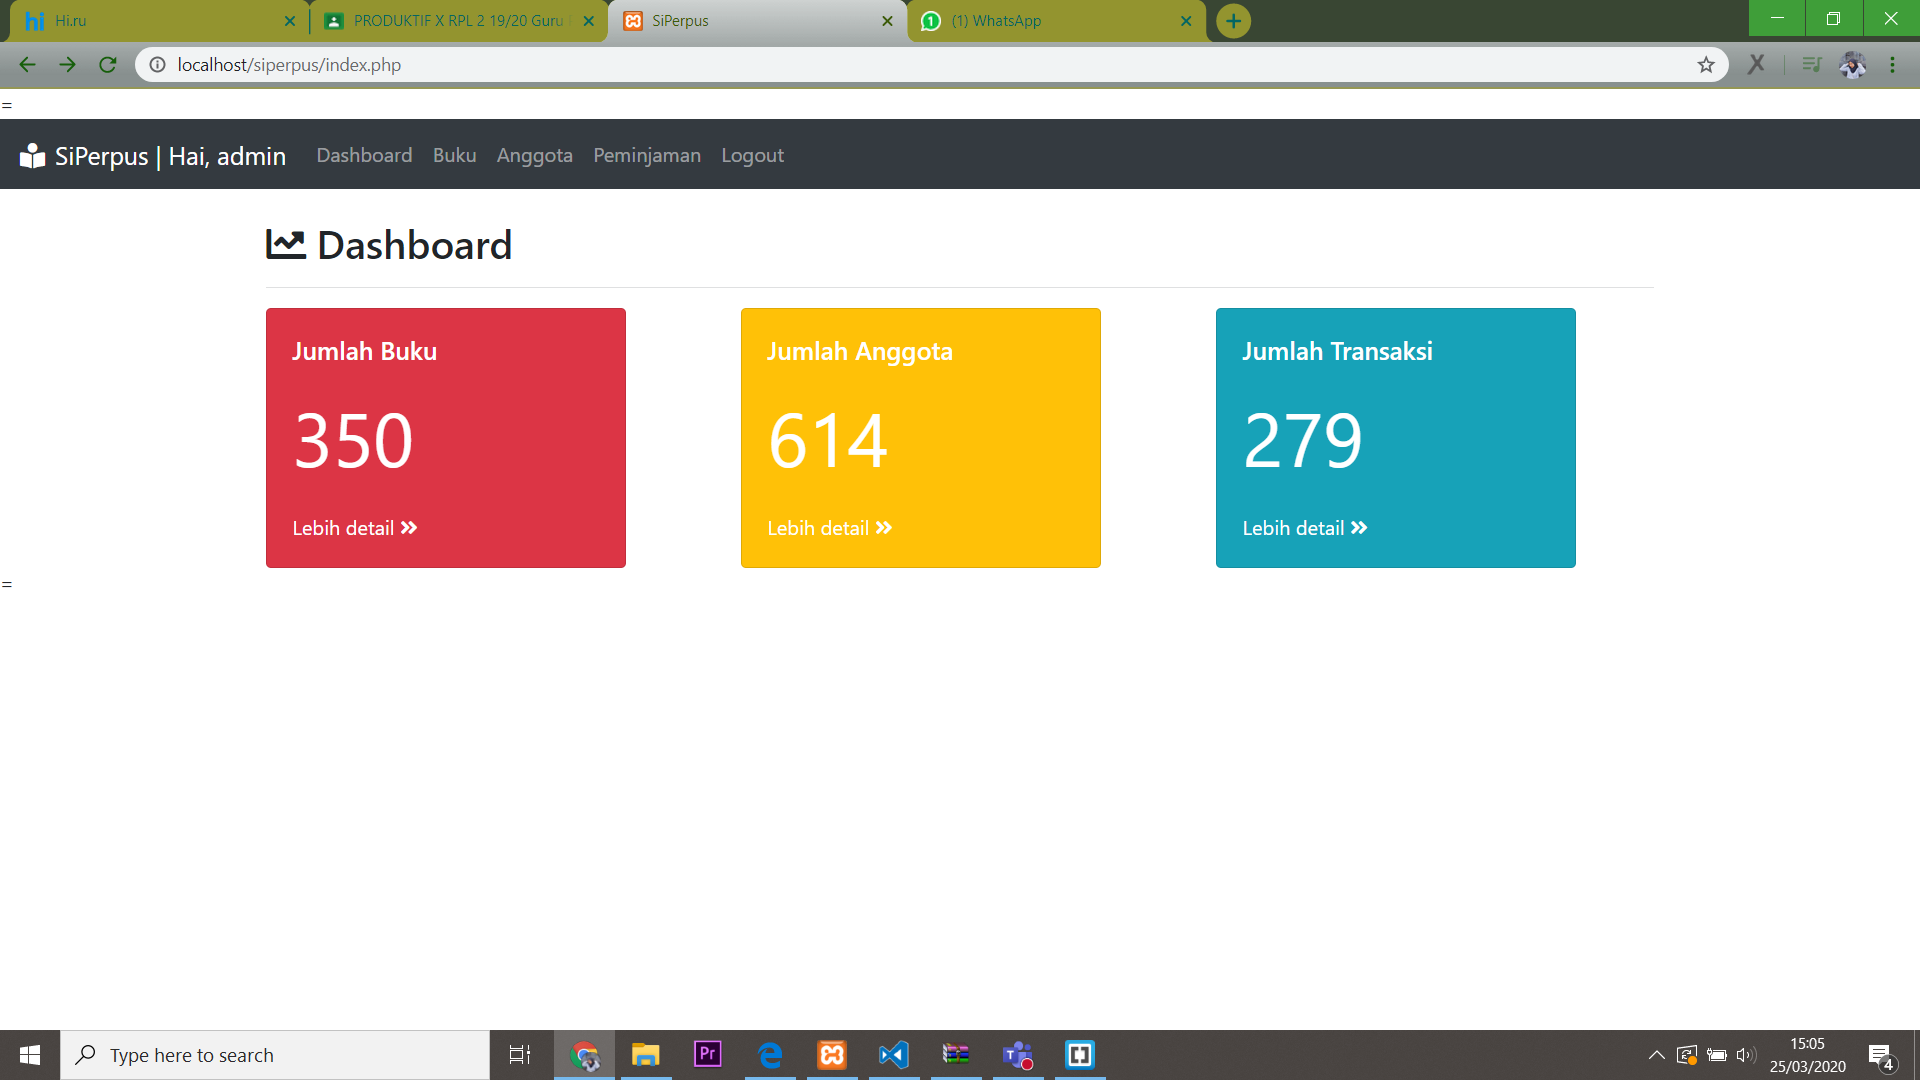 hi Hi.ru
PRODUKTIF X RPL 2 19/20 Guru
SiPerpus
(1) WhatsApp
localhost/siperpus/index.php
=
SiPerpus | Hai, admin Dashboard Buku Anggota Peminjaman Logout
Dashboard
Jumlah Buku
350
Lebih detail »
Jumlah Anggota
614
Lebih detail »
Jumlah Transaksi
279
Lebih detail »
=
Type here to search
Pr
15:05
25/03/2020
4